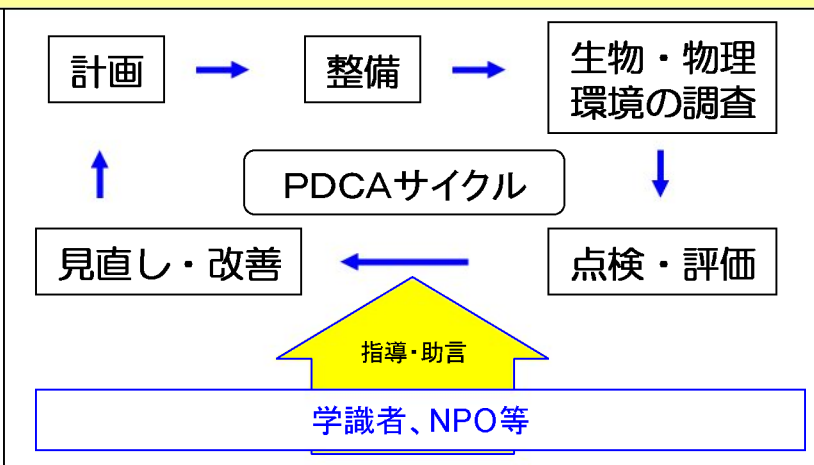 計画
整備
生物・物理
環境の調査
PDCAサイクル
見直し・改善
点検・評価
指導・助言
学識者、NPO等